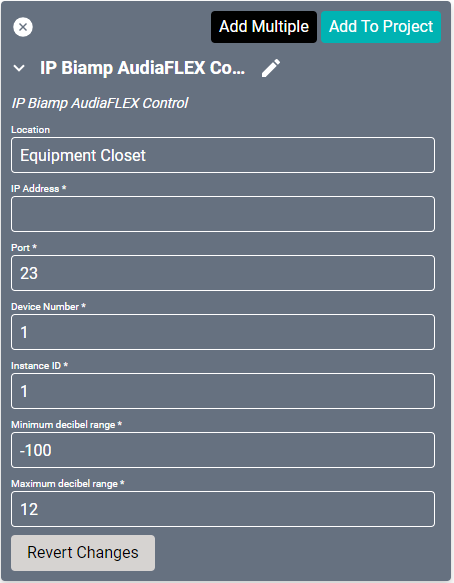 Add Multiple
Add To Project
IP Biamp AudiaFLEX Co...
IP Biamp AudiaFLEX Control
Location
Equipment Closet
IP Address *
Port *
23
Device Number *
1
Instance ID *
1
Minimum decibel range *
-100
Maximum decibel range *
12
Revert Changes